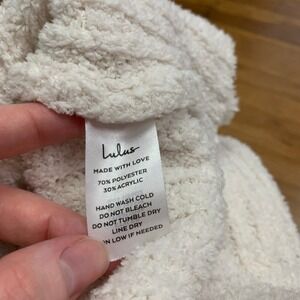 Lulus
MADE WITH LOVE
70% POLYESTER
30% ACRYLIC
HAND WASH COLD
DO NOT BLEACH
DO NOT TUMBLE DRY
LINE DRY
ON LOW IF NEEDED